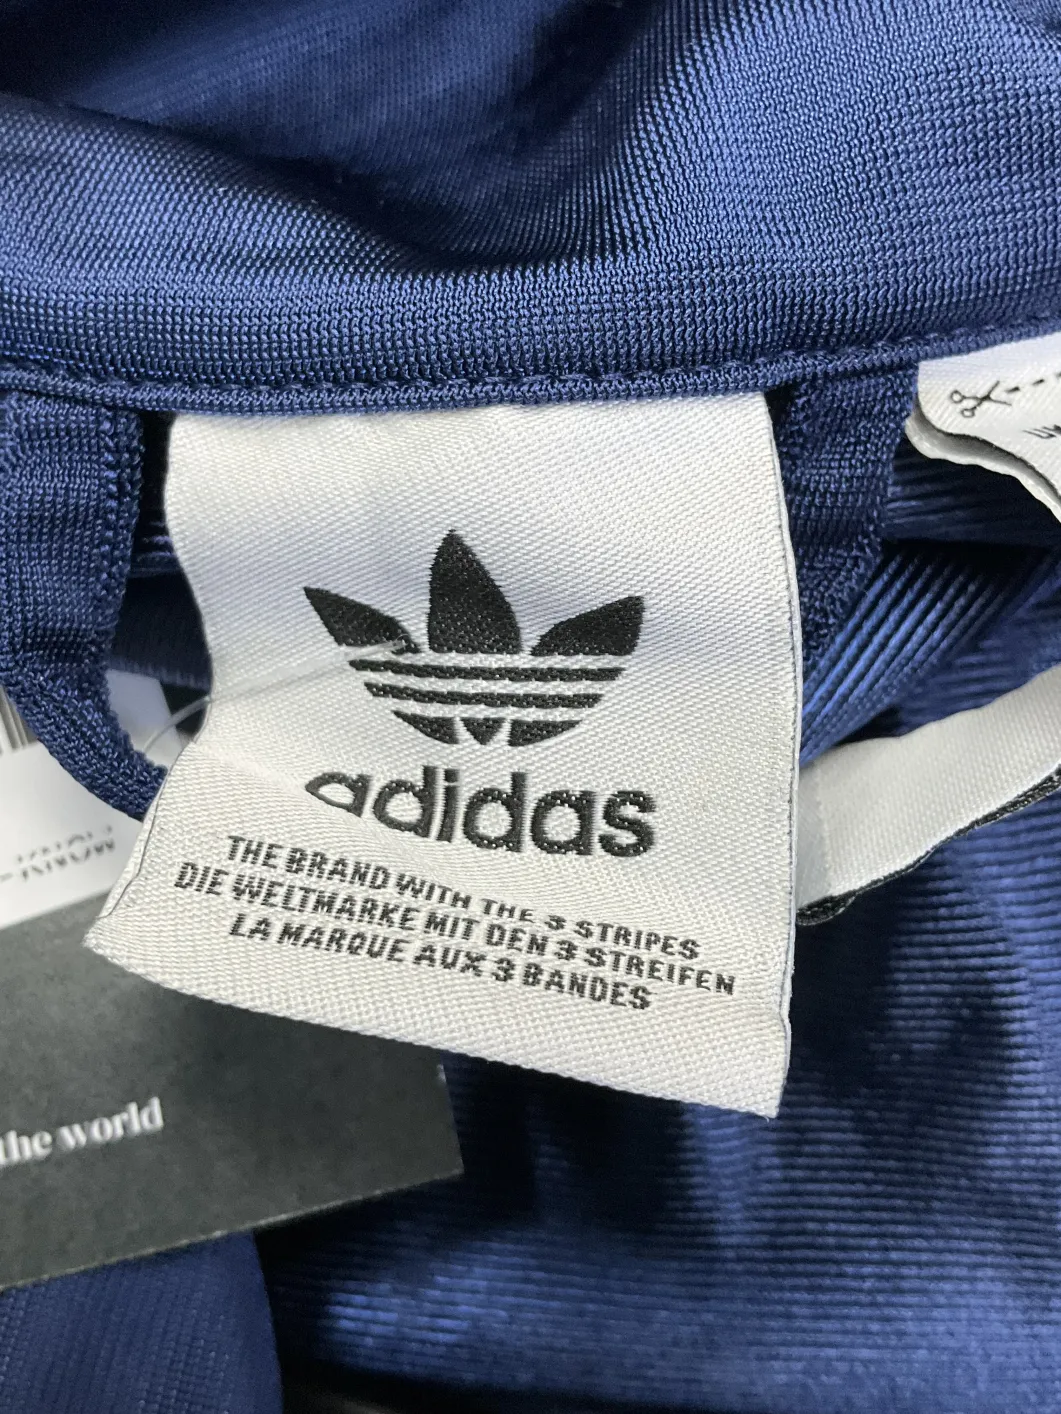 adidas
THE BRAND WITH THE 3 STRIPES
DIE WELTMARKE MIT DEN 3 STREIFEN
LA MARQUE AUX 3 BANDES
the world